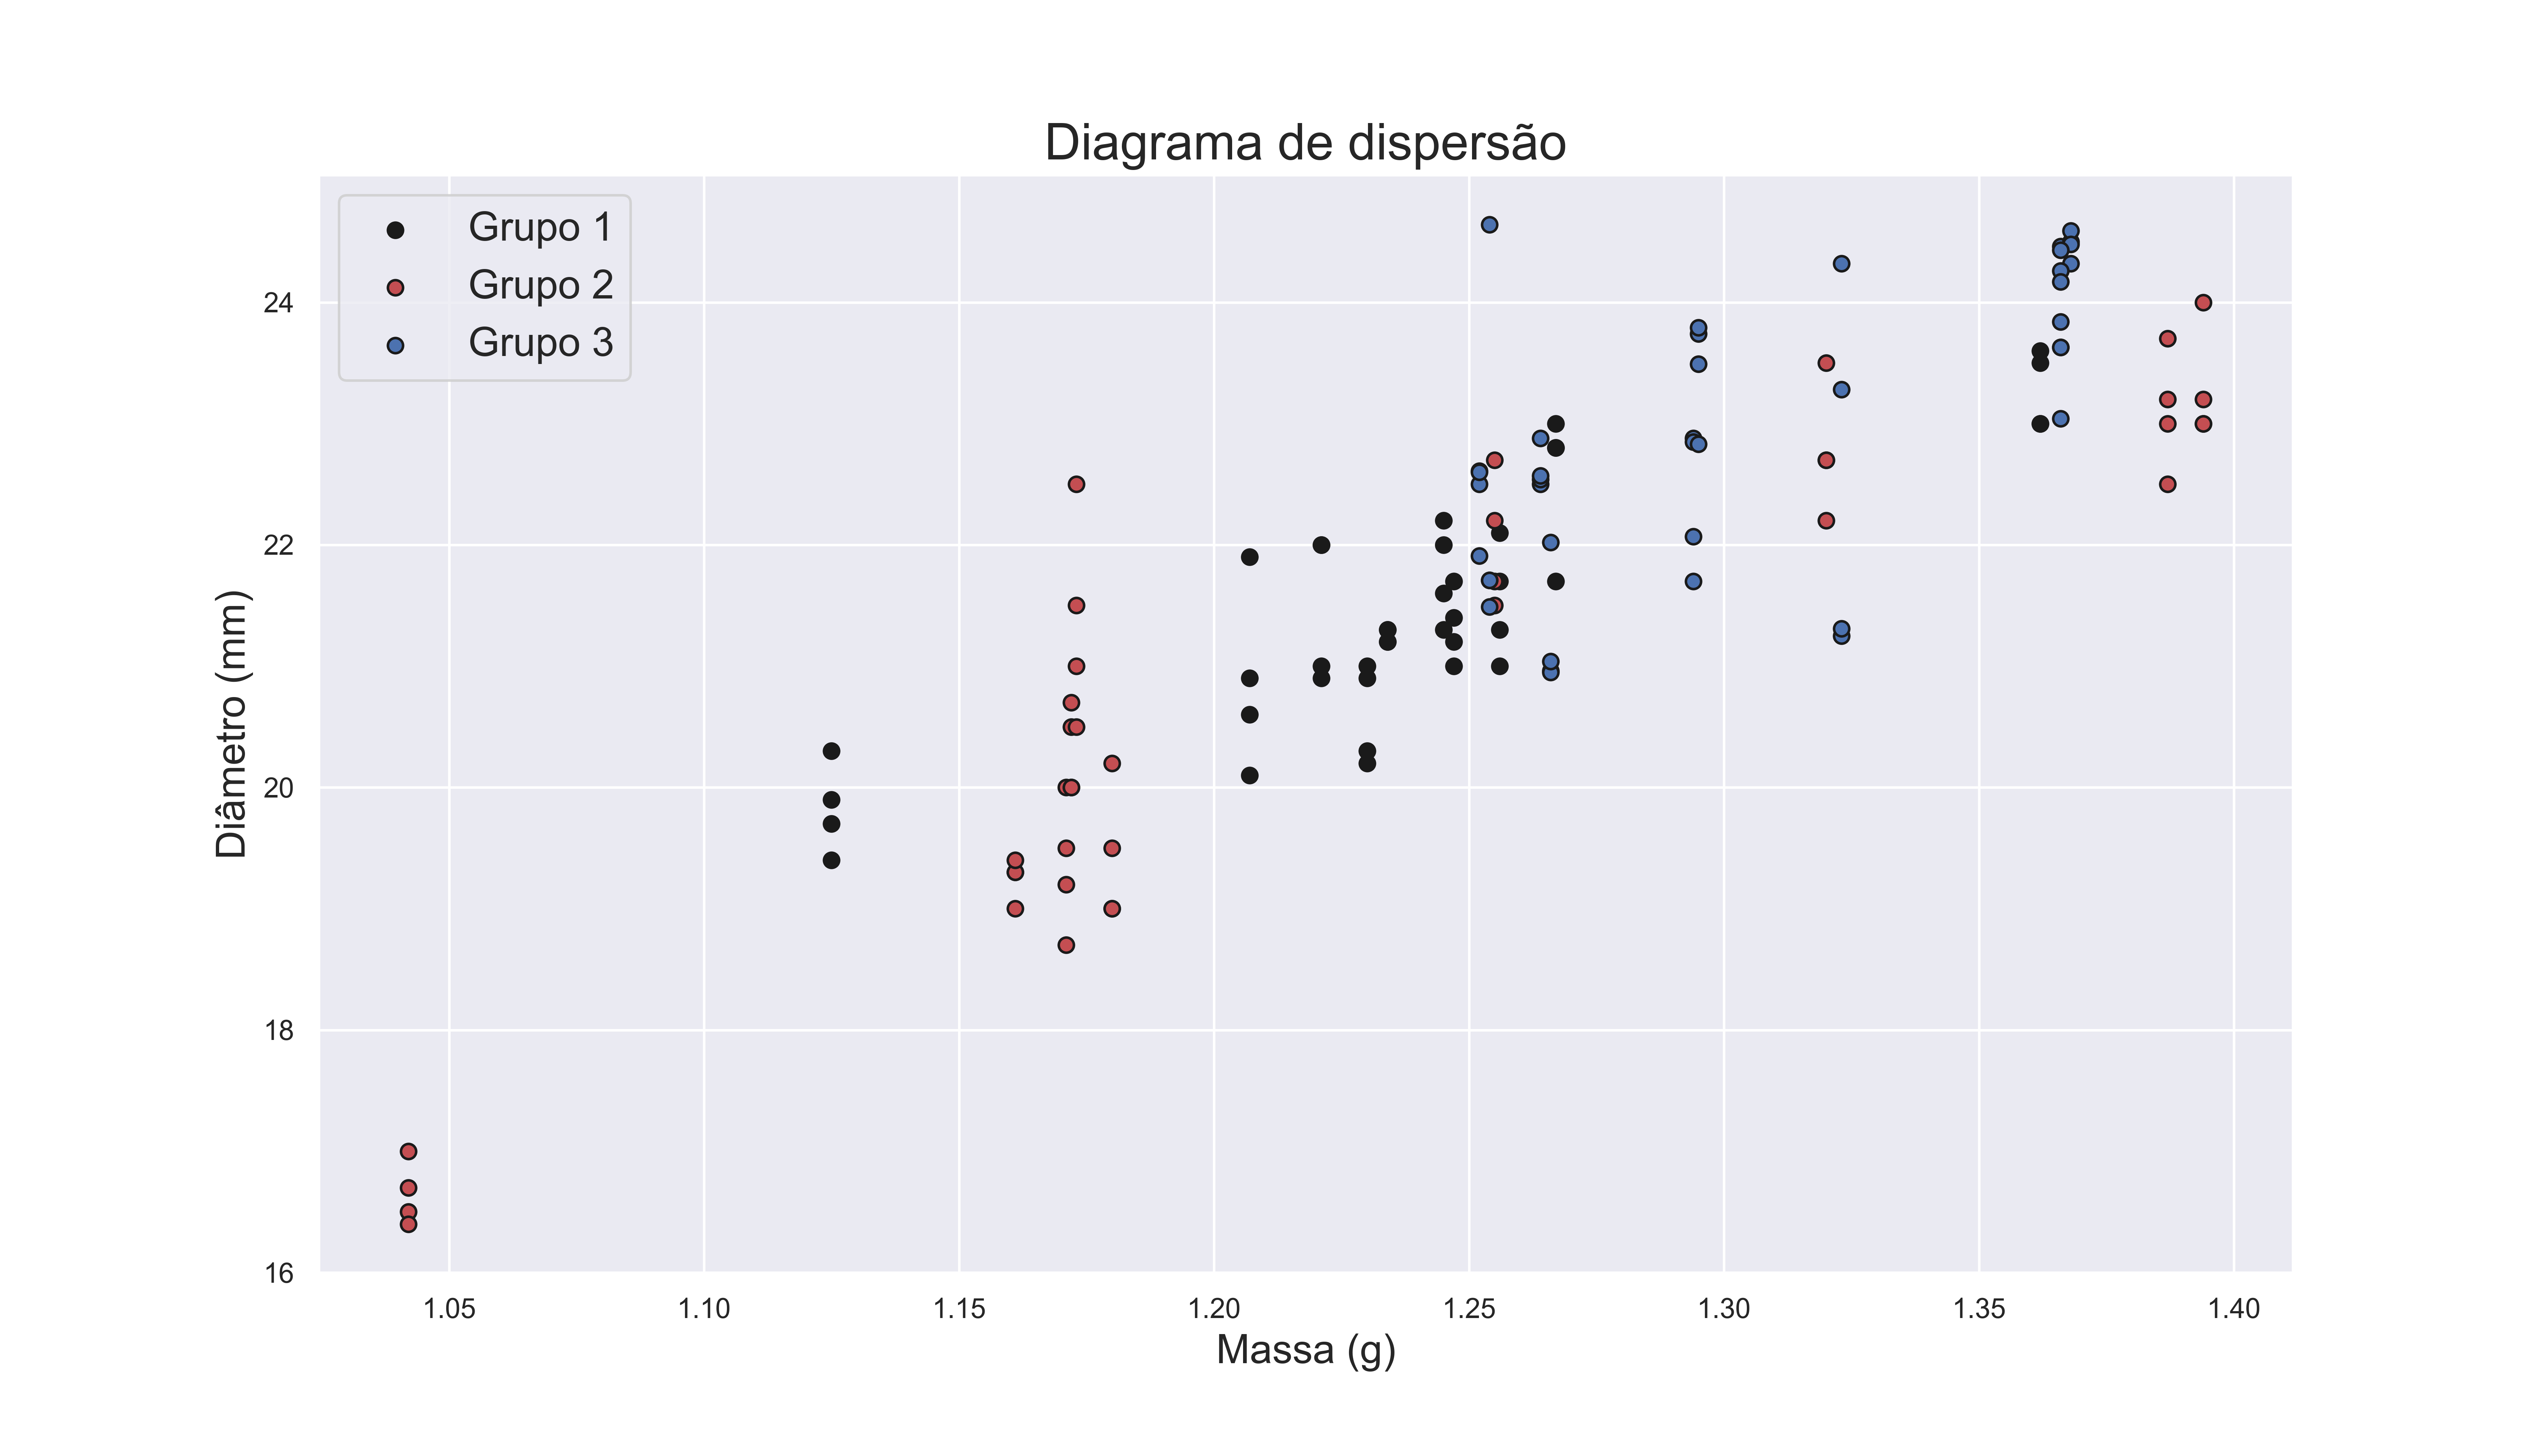 Diagrama de dispersão
Grupo 1
Grupo 2
Grupo 3
24
22
20
18
16
Diâmetro (mm)
1.05 1.10 1.15 1.20 1.25 1.30 1.35 1.40
Massa (g)